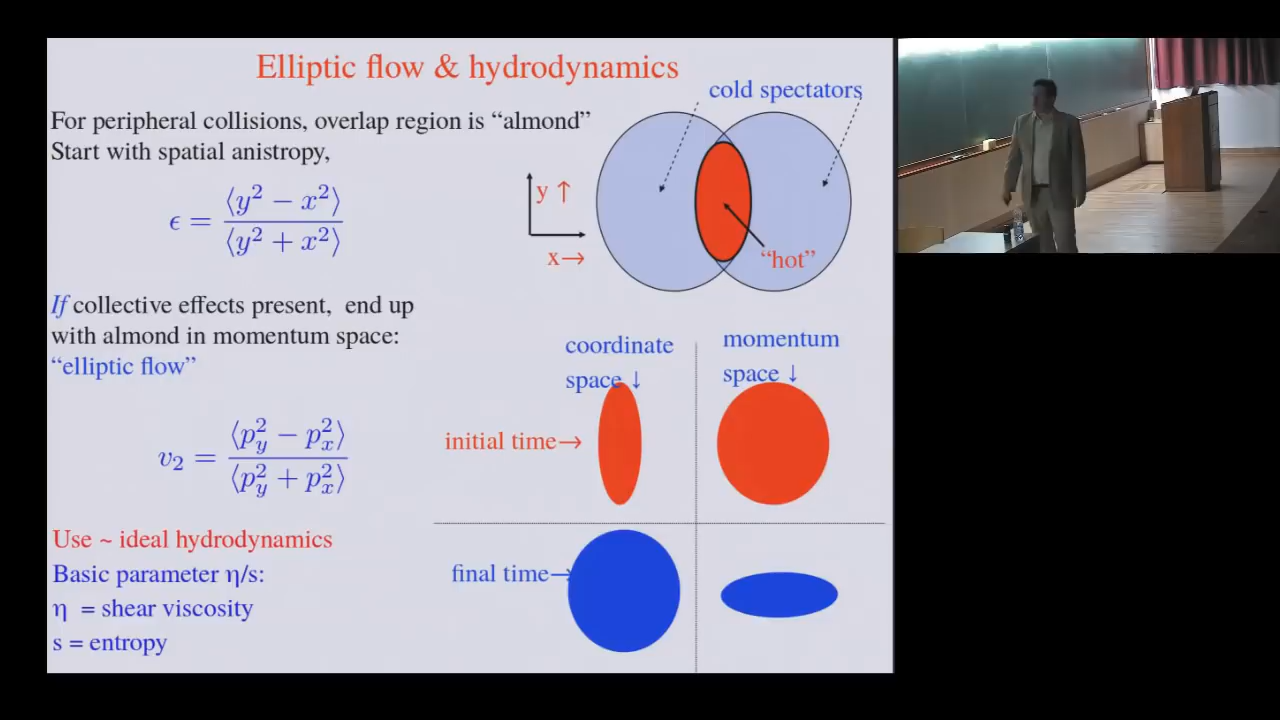 Elliptic flow & hydrodynamics
cold spectators
For peripheral collisions, overlap region is “almond”
Start with spatial anistropy,
ϵ = ⟨y² − x²⟩ / ⟨y² + x²⟩
y ↑
x→
“hot”
If collective effects present, end up
with almond in momentum space:
“elliptic flow”
coordinate
space ↓
momentum
space ↓
v₂ = ⟨p_y² − p_x²⟩ / ⟨p_y² + p_x²⟩
initial time→
final time→
Use ~ ideal hydrodynamics
Basic parameter η/s:
η = shear viscosity
s = entropy